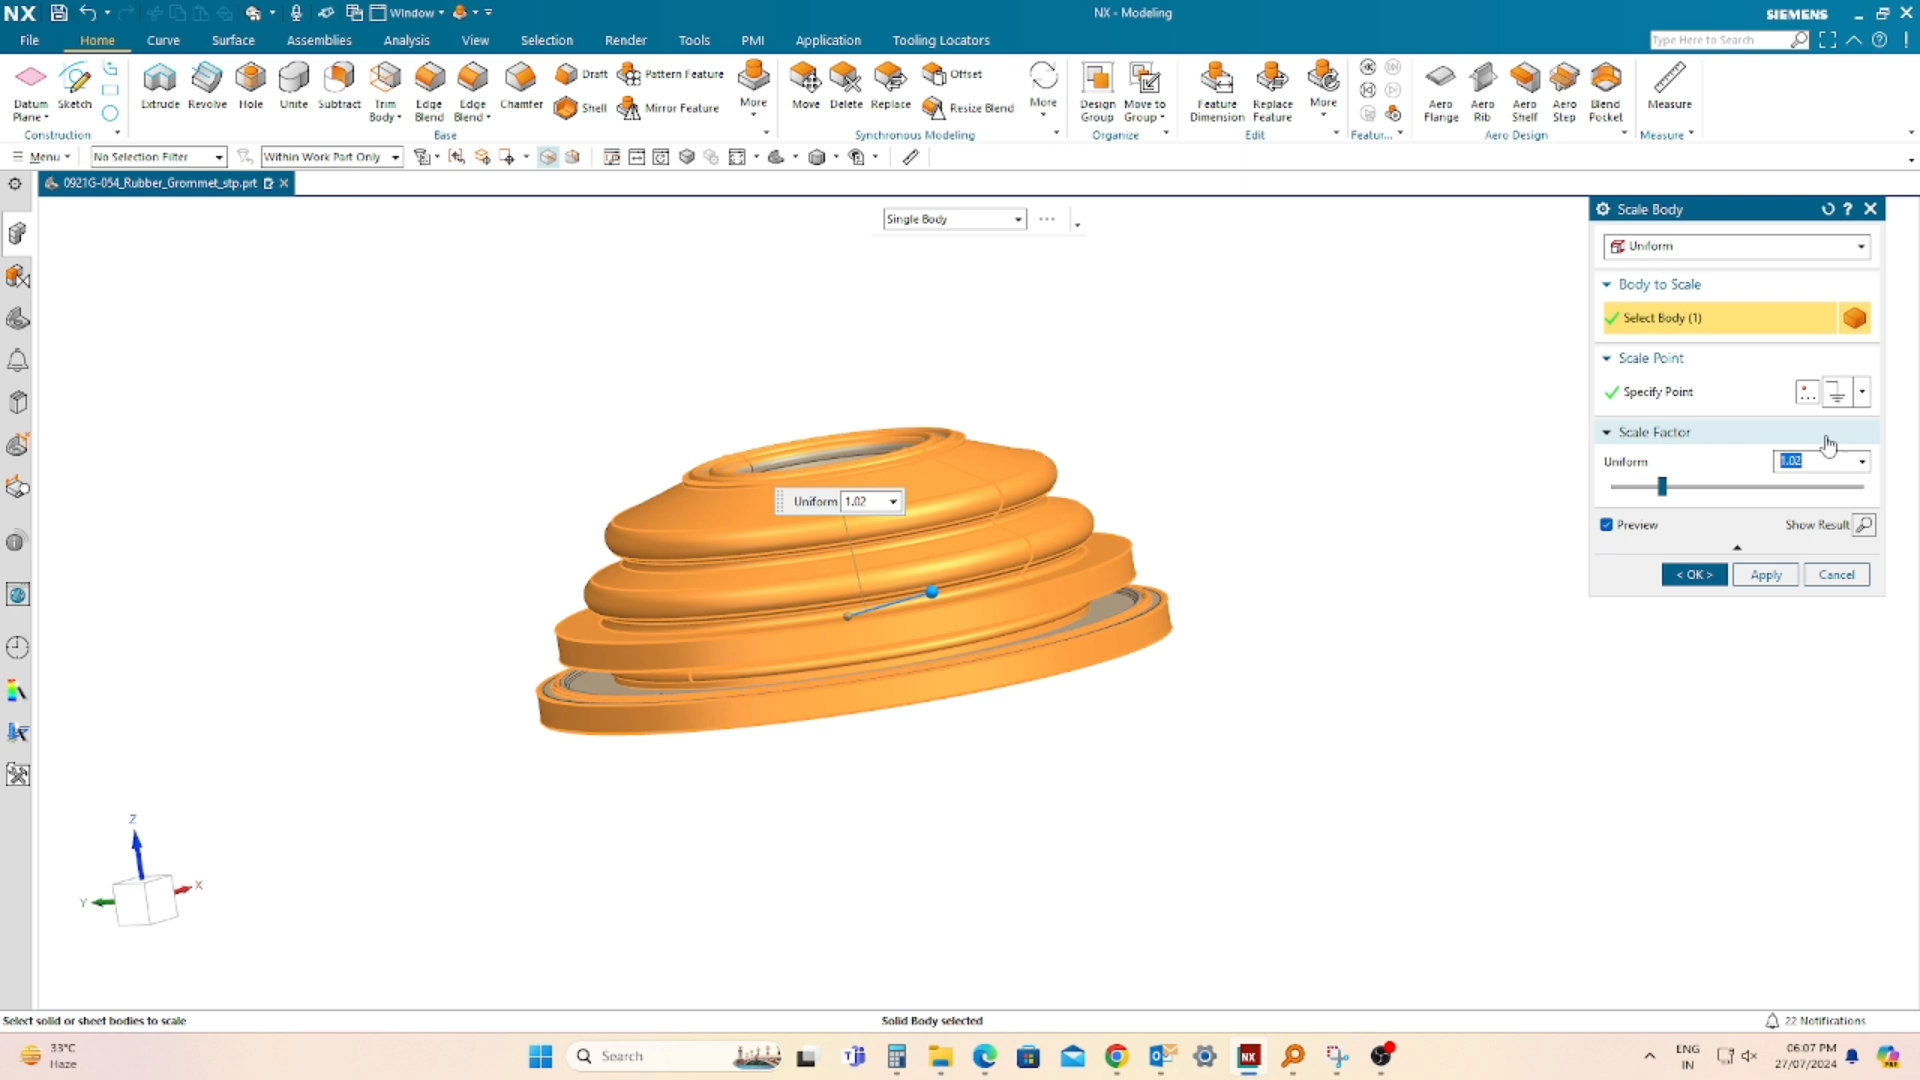 NX
Window
NX - Modeling
SIEMENS
File Home Curve Surface Assemblies Analysis View Selection Render Tools PMI Application Tooling Locators
Type Here to Search
Datum Plane
Sketch
Extrude
Revolve
Hole
Unite
Subtract
Trim Body
Edge Blend
Edge Blend
Chamfer
Draft
Shell
Pattern Feature
Mirror Feature
More
Move
Delete
Replace
Offset
Resize Blend
More
Design Group
Move to Group
Feature Dimension
Replace Feature
More
Aero Flange
Aero Rib
Aero Shelf
Aero Step
Blend Pocket
Measure
Construction
Base
Synchronous Modeling
Organize
Edit
Featur...
Aero Design
Measure
Menu
No Selection Filter
Within Work Part Only
0921G-054_Rubber_Grommet_stp.prt
Single Body
Scale Body
Uniform
Body to Scale
Select Body (1)
Scale Point
Specify Point
Scale Factor
Uniform 1.02
Preview
Show Result
< OK >
Apply
Cancel
Uniform 1.02
Z
Y
X
Select solid or sheet bodies to scale
Solid Body selected
22 Notifications
33°C
Haze
Search
NX
ENG
IN
06:07 PM
27/07/2024